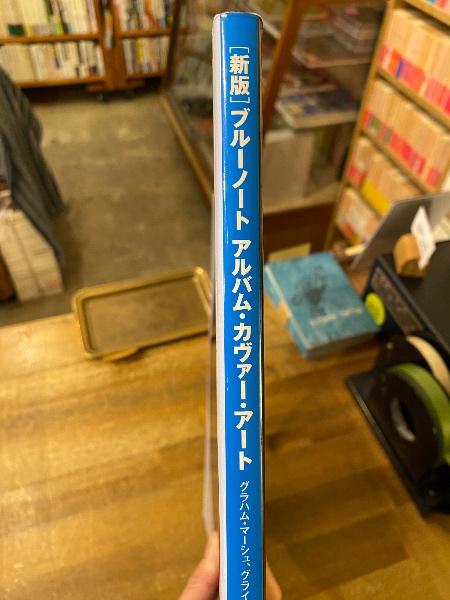 [新版]ブルーノート アルバム・カヴァー・アート
グラハム・マーシュ、グライ